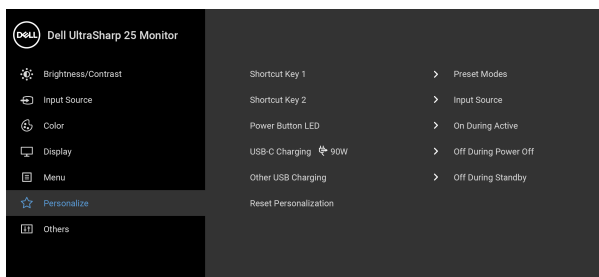 DELL Dell UltraSharp 25 Monitor
Brightness/Contrast Shortcut Key 1 Preset Modes
Input Source Shortcut Key 2 Input Source
Color Power Button LED On During Active
Display USB-C Charging 90W Off During Power Off
Menu Other USB Charging Off During Standby
Personalize Reset Personalization
Others